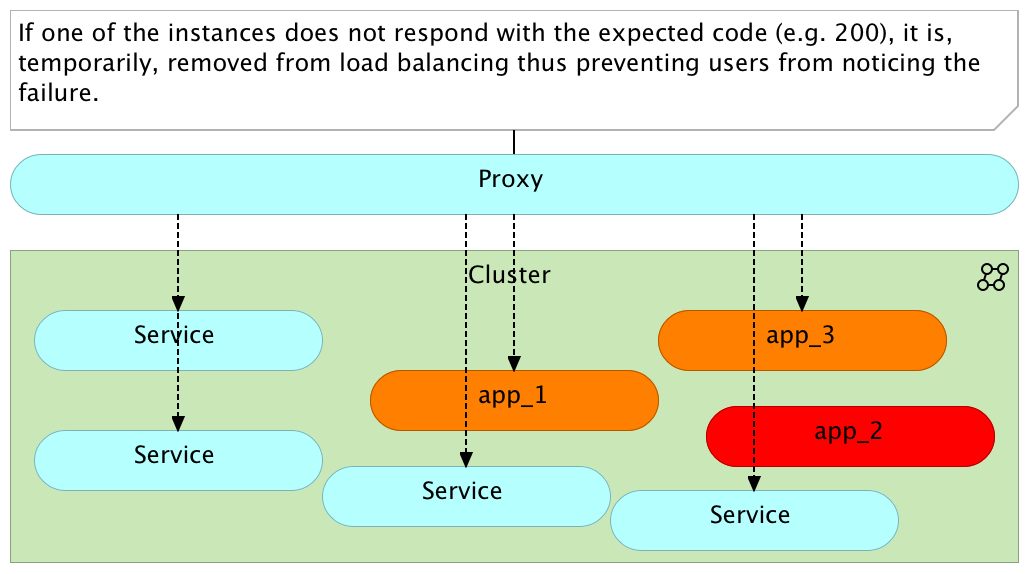 If one of the instances does not respond with the expected code (e.g. 200), it is,
temporarily, removed from load balancing thus preventing users from noticing the
failure.
Proxy
Cluster
Service
app_3
app_1
app_2
Service
Service
Service